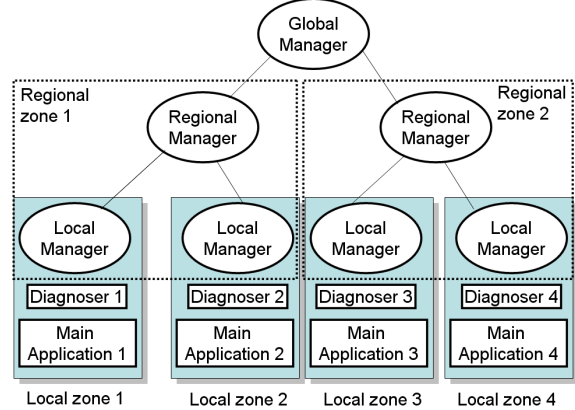 Global
Manager
Regional
zone 1
Regional
zone 2
Regional
Manager
Regional
Manager
Local
Manager
Local
Manager
Local
Manager
Local
Manager
Diagnoser 1
Diagnoser 2
Diagnoser 3
Diagnoser 4
Main
Application 1
Main
Application 2
Main
Application 3
Main
Application 4
Local zone 1
Local zone 2
Local zone 3
Local zone 4